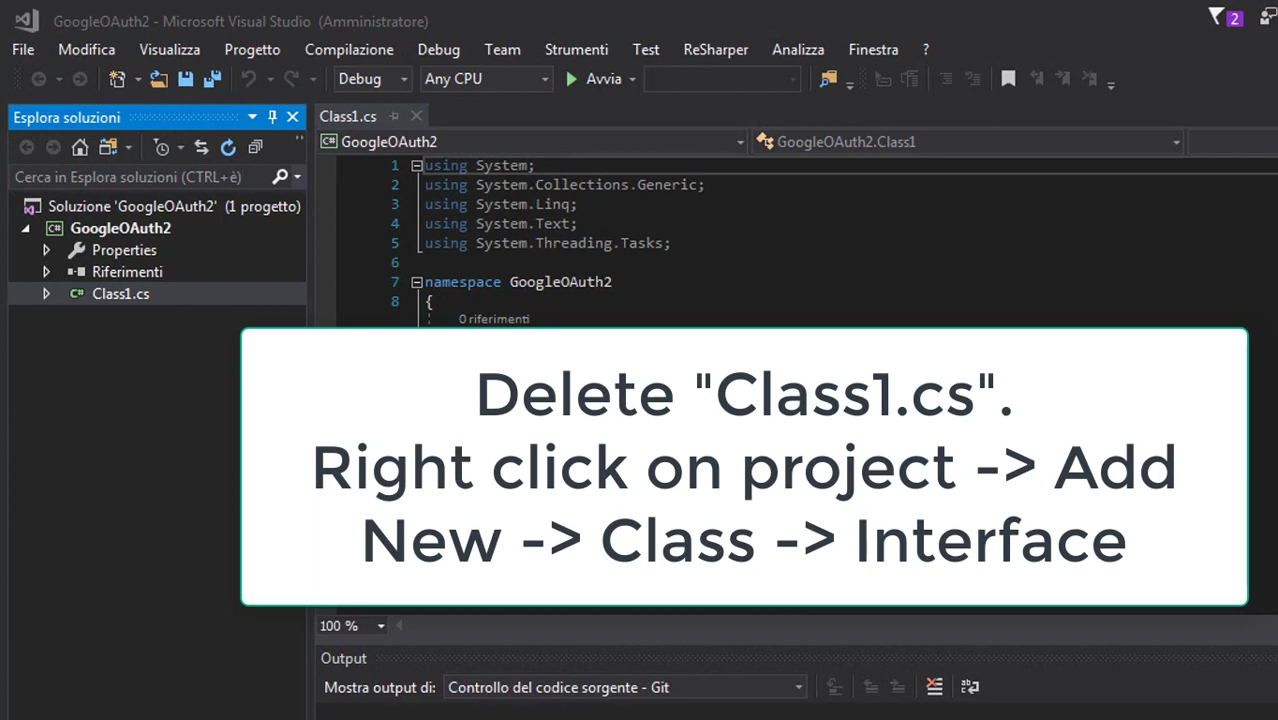 GoogleOAuth2 - Microsoft Visual Studio (Amministratore)
2
File Modifica Visualizza Progetto Compilazione Debug Team Strumenti Test ReSharper Analizza Finestra ?
Debug Any CPU Avvia
Esplora soluzioni
Class1.cs
GoogleOAuth2 GoogleOAuth2.Class1
Cerca in Esplora soluzioni (CTRL+è)
Soluzione 'GoogleOAuth2' (1 progetto)
GoogleOAuth2
Properties
Riferimenti
Class1.cs
1 using System;
2 using System.Collections.Generic;
3 using System.Linq;
4 using System.Text;
5 using System.Threading.Tasks;
6
7 namespace GoogleOAuth2
8 {
0 riferimenti
Delete "Class1.cs".
Right click on project -> Add
New -> Class -> Interface
100 %
Output
Mostra output di: Controllo del codice sorgente - Git